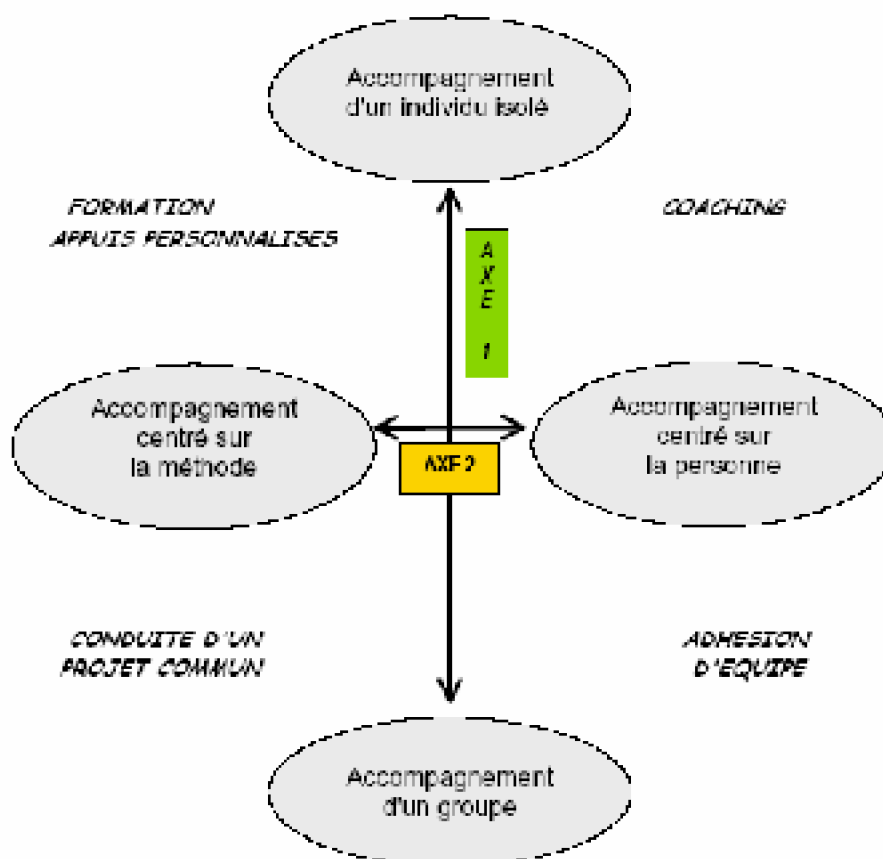 Accompagnement
d'un individu isolé
FORMATION
APPUIS PERSONNALISES
COACHING
AXE 1
Accompagnement
centré sur
la méthode
AXE 2
Accompagnement
centré sur
la personne
CONDUITE D'UN
PROJET COMMUN
ADHESION
D'EQUIPE
Accompagnement
d'un groupe